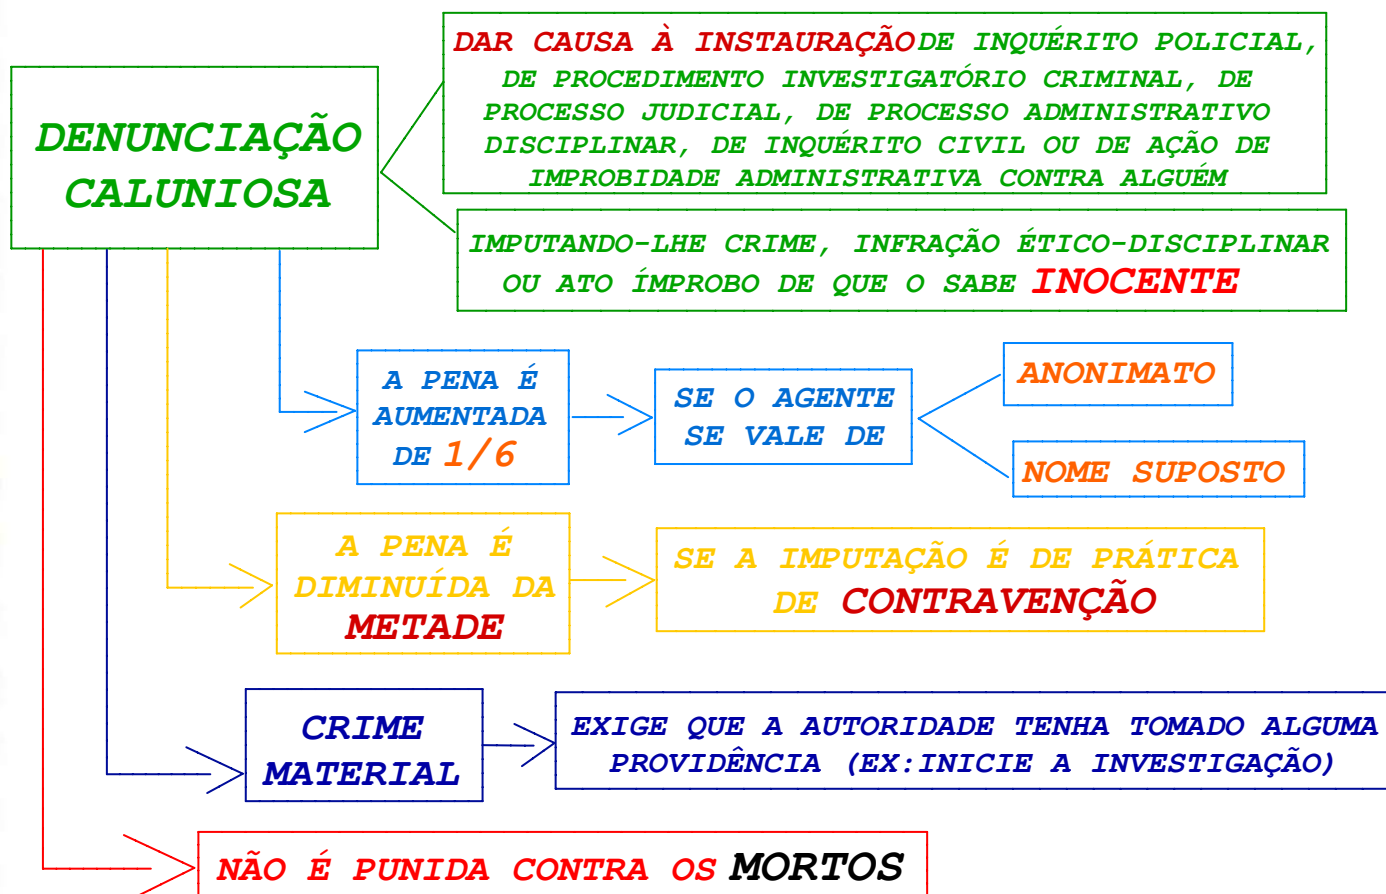 DENUNCIAÇÃO
CALUNIOSA
DAR CAUSA À INSTAURAÇÃO DE INQUÉRITO POLICIAL,
DE PROCEDIMENTO INVESTIGATÓRIO CRIMINAL, DE
PROCESSO JUDICIAL, DE PROCESSO ADMINISTRATIVO
DISCIPLINAR, DE INQUÉRITO CIVIL OU DE AÇÃO DE
IMPROBIDADE ADMINISTRATIVA CONTRA ALGUÉM
IMPUTANDO-LHE CRIME, INFRAÇÃO ÉTICO-DISCIPLINAR
OU ATO ÍMPROBO DE QUE O SABE INOCENTE
A PENA É
AUMENTADA
DE 1/6
SE O AGENTE
SE VALE DE
ANONIMATO
NOME SUPOSTO
A PENA É
DIMINUÍDA DA
METADE
SE A IMPUTAÇÃO É DE PRÁTICA
DE CONTRAVENÇÃO
CRIME
MATERIAL
EXIGE QUE A AUTORIDADE TENHA TOMADO ALGUMA
PROVIDÊNCIA (EX:INICIE A INVESTIGAÇÃO)
NÃO É PUNIDA CONTRA OS MORTOS